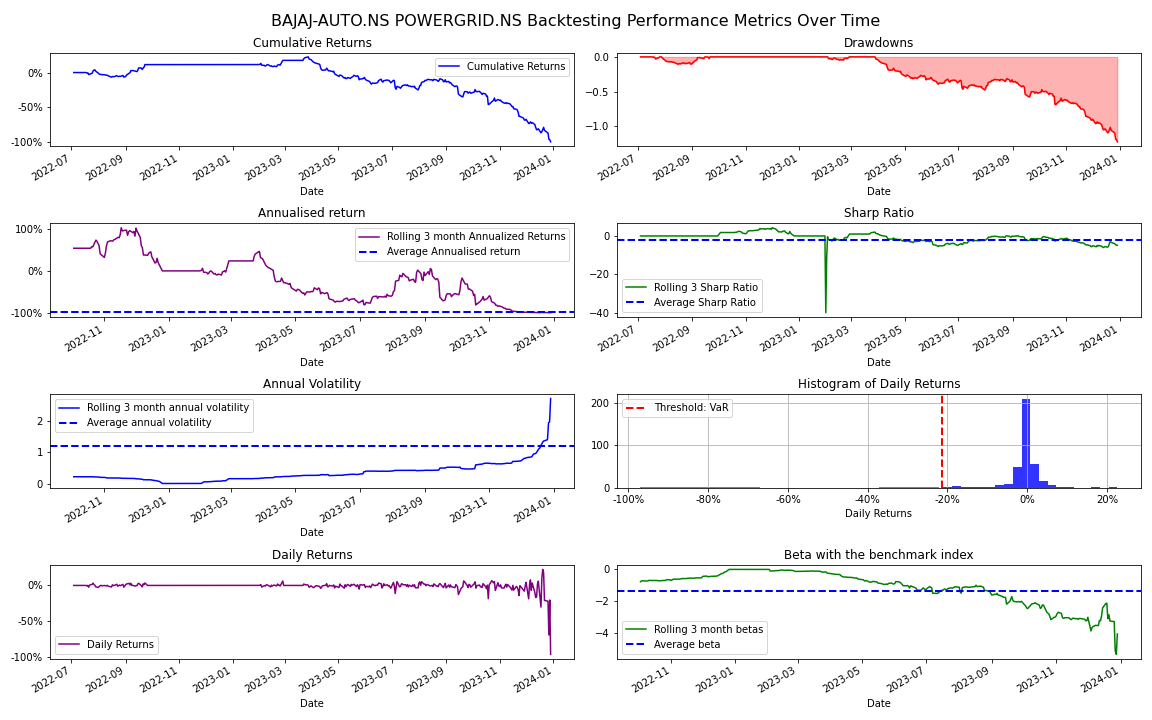 BAJAJ-AUTO.NS POWERGRID.NS Backtesting Performance Metrics Over Time
Cumulative Returns
0%
-50%
-100%
Cumulative Returns
2022-07 2022-09 2022-11 2023-01 2023-03 2023-05 2023-07 2023-09 2023-11 2024-01
Date
Drawdowns
0.0
-0.5
-1.0
2022-07 2022-09 2022-11 2023-01 2023-03 2023-05 2023-07 2023-09 2023-11 2024-01
Date
Annualised return
100%
0%
-100%
Rolling 3 month Annualized Returns
Average Annualised return
2022-11 2023-01 2023-03 2023-05 2023-07 2023-09 2023-11 2024-01
Date
Sharp Ratio
0
-20
-40
Rolling 3 Sharp Ratio
Average Sharp Ratio
2022-07 2022-09 2022-11 2023-01 2023-03 2023-05 2023-07 2023-09 2023-11 2024-01
Date
Annual Volatility
2
1
0
Rolling 3 month annual volatility
Average annual volatility
2022-11 2023-01 2023-03 2023-05 2023-07 2023-09 2023-11 2024-01
Date
Histogram of Daily Returns
200
100
0
Threshold: VaR
-100% -80% -60% -40% -20% 0% 20%
Daily Returns
Daily Returns
0%
-50%
-100%
Daily Returns
2022-07 2022-09 2022-11 2023-01 2023-03 2023-05 2023-07 2023-09 2023-11 2024-01
Date
Beta with the benchmark index
0
-2
-4
Rolling 3 month betas
Average beta
2022-11 2023-01 2023-03 2023-05 2023-07 2023-09 2023-11 2024-01
Date